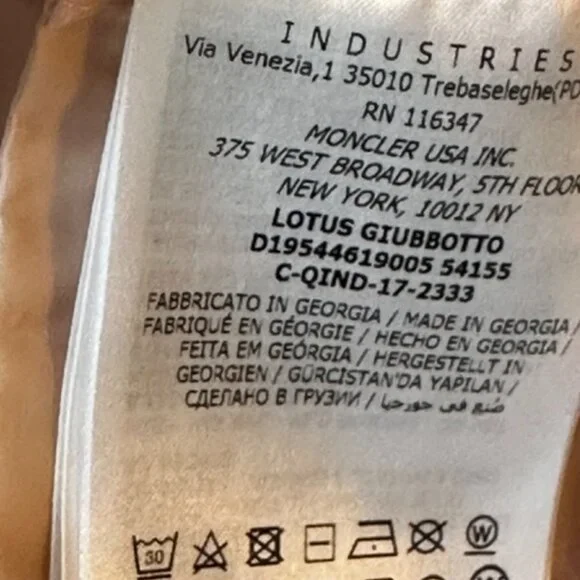 INDUSTRIES
Via Venezia,1 35010 Trebaseleghe(PD
RN 116347
MONCLER USA INC.
375 WEST BROADWAY, 5TH FLOOR
NEW YORK, 10012 NY
LOTUS GIUBBOTTO
D19544619005 54155
C-QIND-17-2333
FABBRICATO IN GEORGIA / MADE IN GEORGIA/
FABRIQUÉ EN GÉORGIE / HECHO EN GEORGIA /
FEITA EM GEÓRGIA / HERGESTELLT IN
GEORGIEN / GÜRCISTAN'DA YAPILAN /
СДЕЛАНО В ГРУЗИИ / صنع في جورجيا
30 W